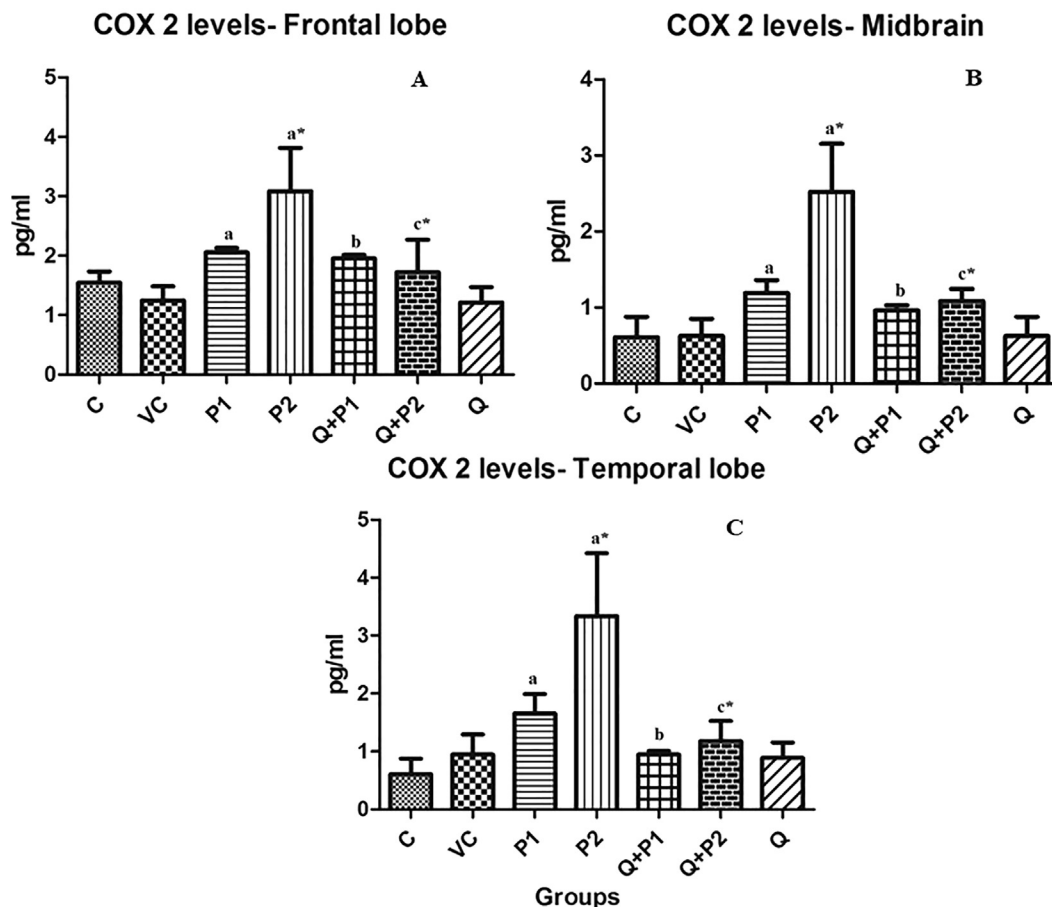 COX 2 levels- Frontal lobe
A
pg/ml
5
4
3
2
1
0
a
a*
b
c*
C
VC
P1
P2
Q+P1
Q+P2
Q
COX 2 levels- Midbrain
B
pg/ml
4
3
2
1
0
a
a*
b
c*
C
VC
P1
P2
Q+P1
Q+P2
Q
COX 2 levels- Temporal lobe
C
pg/ml
5
4
3
2
1
0
a
a*
b
c*
C
VC
P1
P2
Q+P1
Q+P2
Q
Groups